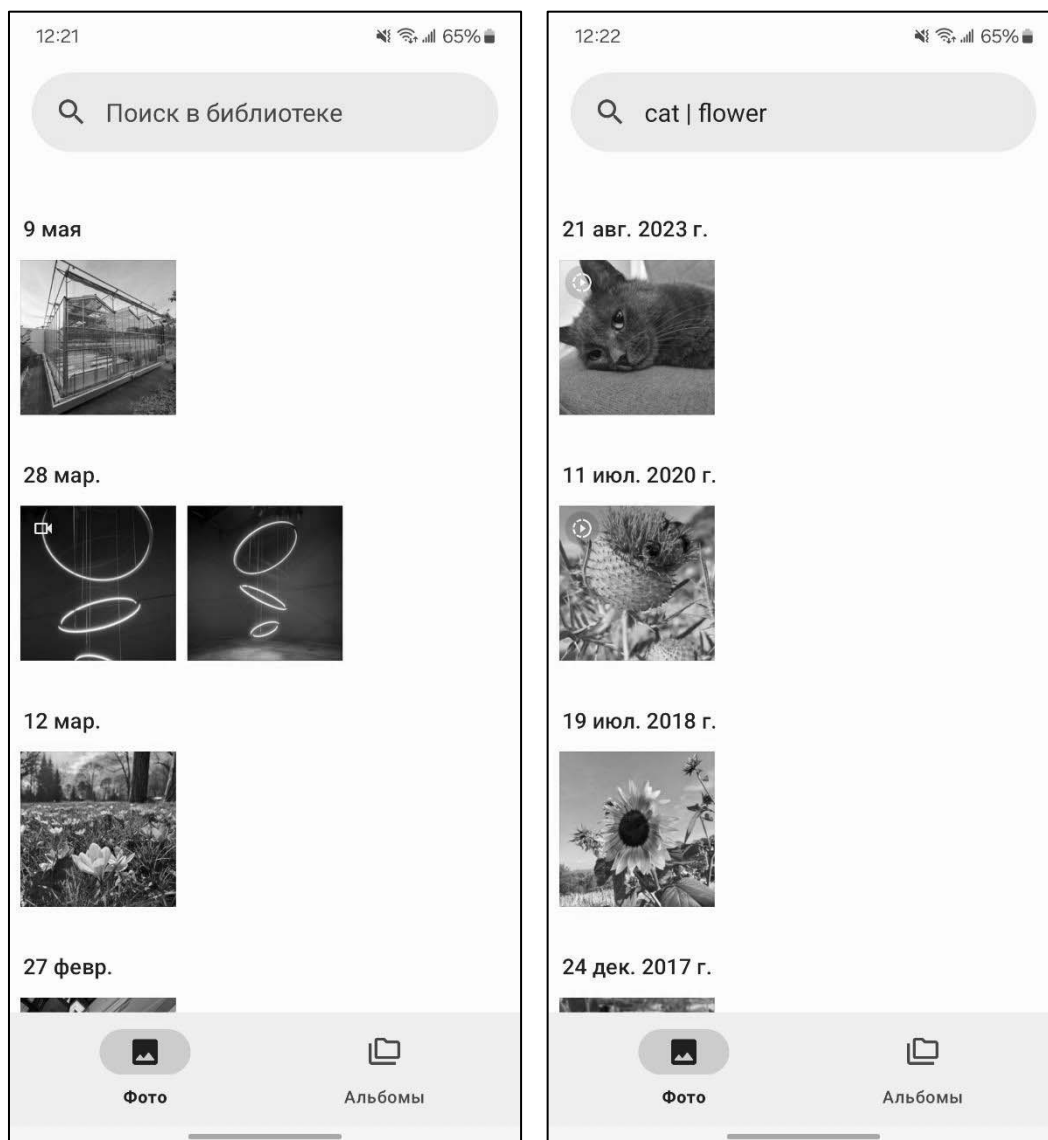 12:21
65%
Поиск в библиотеке
9 мая
28 мар.
12 мар.
27 февр.
Фото
Альбомы
12:22
65%
cat | flower
21 авг. 2023 г.
11 июл. 2020 г.
19 июл. 2018 г.
24 дек. 2017 г.
Фото
Альбомы